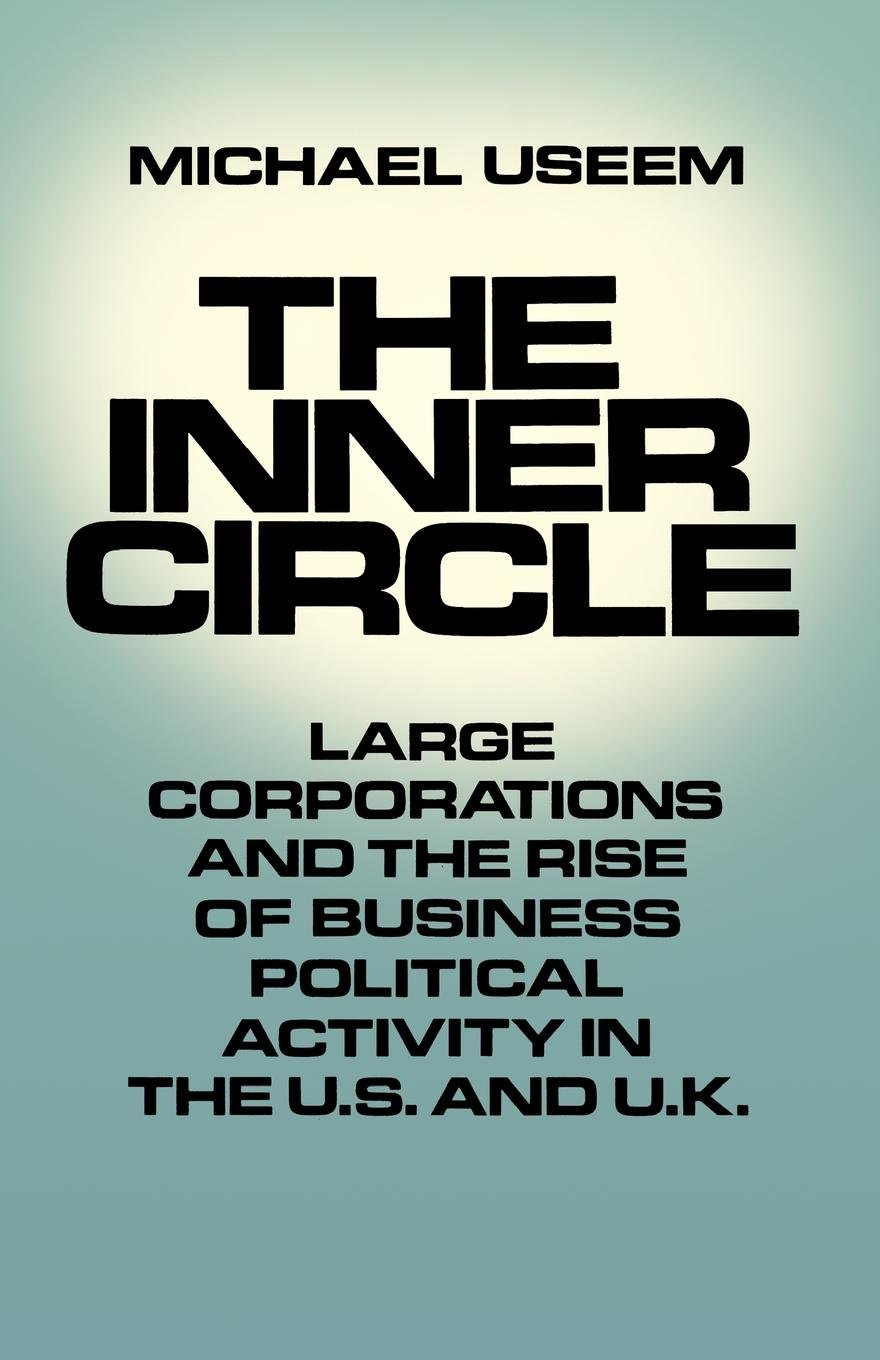 MICHAEL USEEM
THE
INNER
CIRCLE
LARGE
CORPORATIONS
AND THE RISE
OF BUSINESS
POLITICAL
ACTIVITY IN
THE U.S. AND U.K.